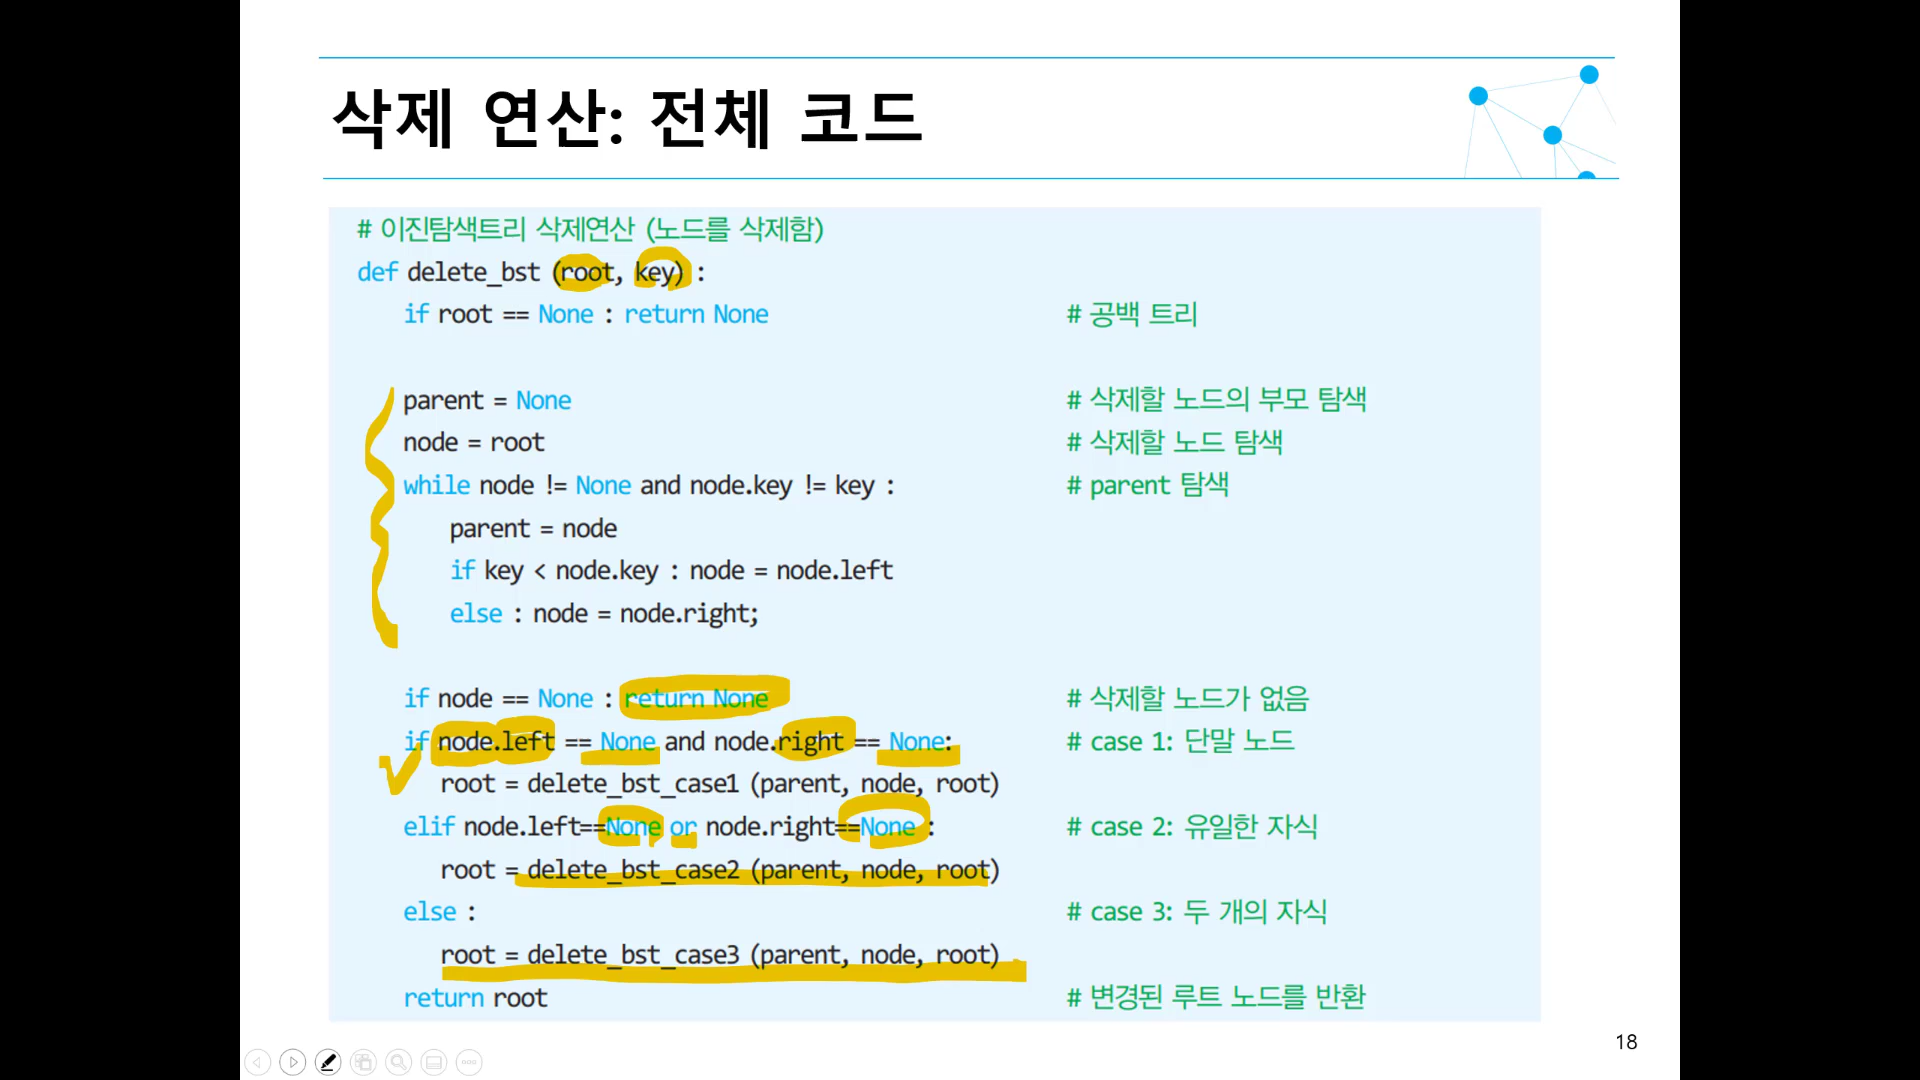 삭제 연산: 전체 코드
# 이진탐색트리 삭제연산 (노드를 삭제함)
def delete_bst (root, key) :
if root == None : return None # 공백 트리
parent = None # 삭제할 노드의 부모 탐색
node = root # 삭제할 노드 탐색
while node != None and node.key != key : # parent 탐색
parent = node
if key < node.key : node = node.left
else : node = node.right;
if node == None : return None # 삭제할 노드가 없음
if node.left == None and node.right == None: # case 1: 단말 노드
root = delete_bst_case1 (parent, node, root)
elif node.left==None or node.right==None : # case 2: 유일한 자식
root = delete_bst_case2 (parent, node, root)
else : # case 3: 두 개의 자식
root = delete_bst_case3 (parent, node, root)
return root # 변경된 루트 노드를 반환
18